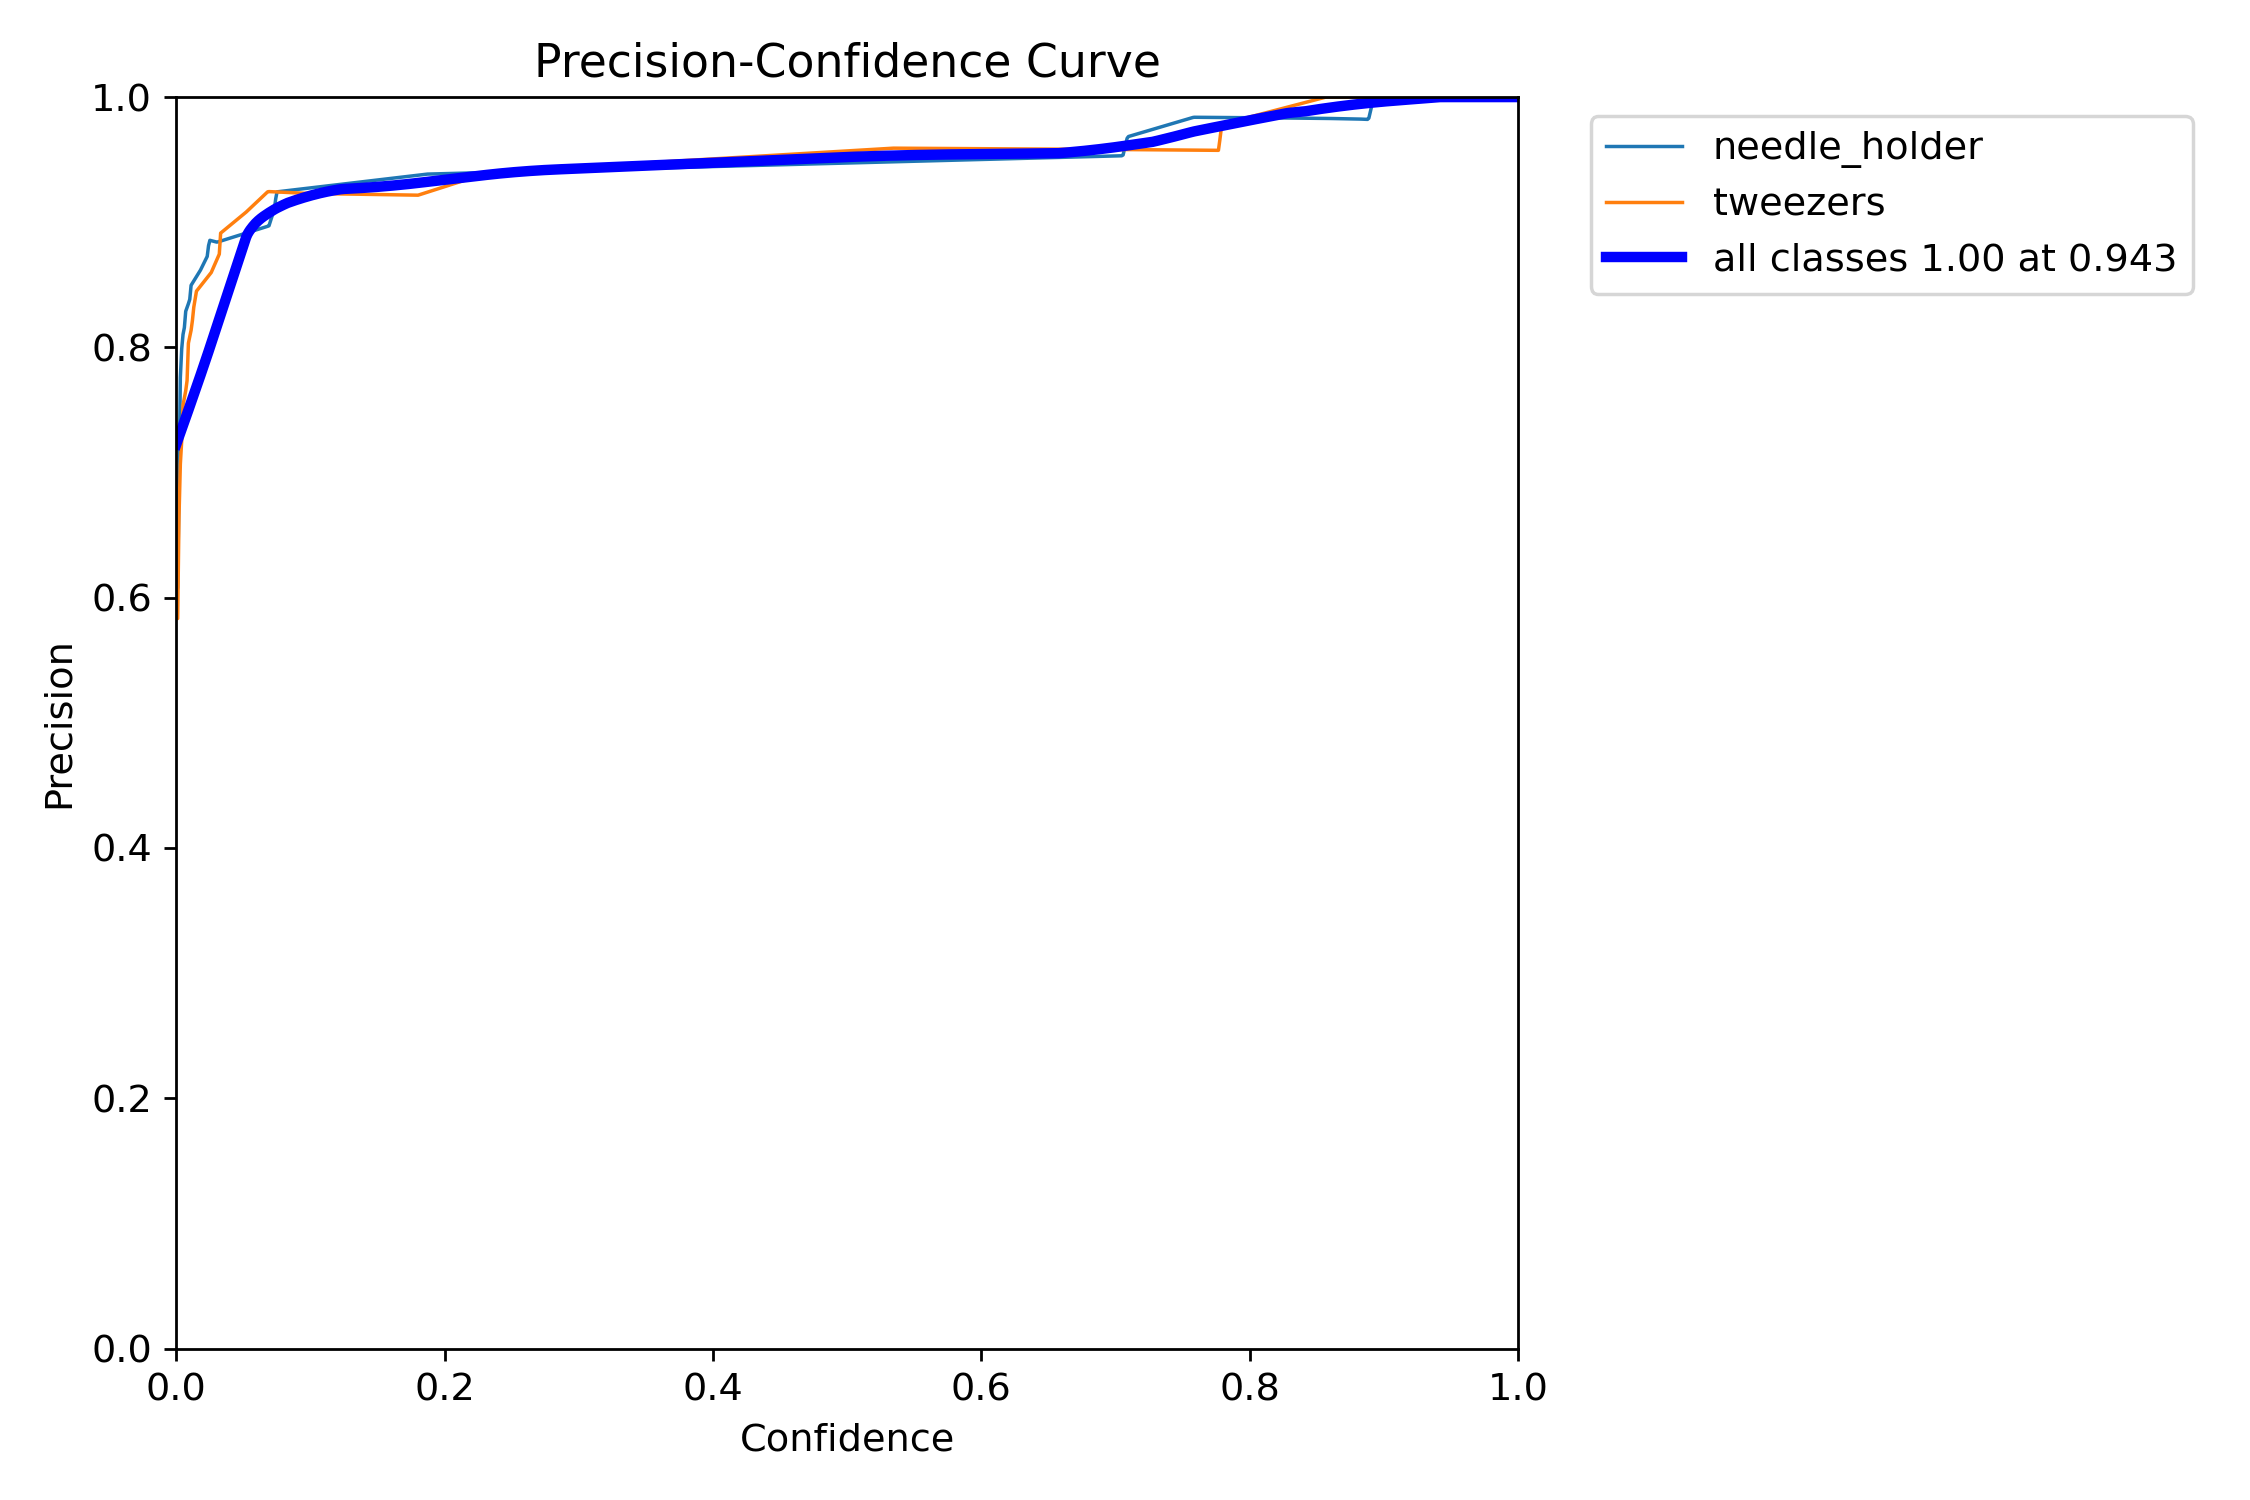 Precision-Confidence Curve
1.0
0.8
0.6
0.4
0.2
0.0
Precision
0.0 0.2 0.4 0.6 0.8 1.0
Confidence
needle_holder
tweezers
all classes 1.00 at 0.943